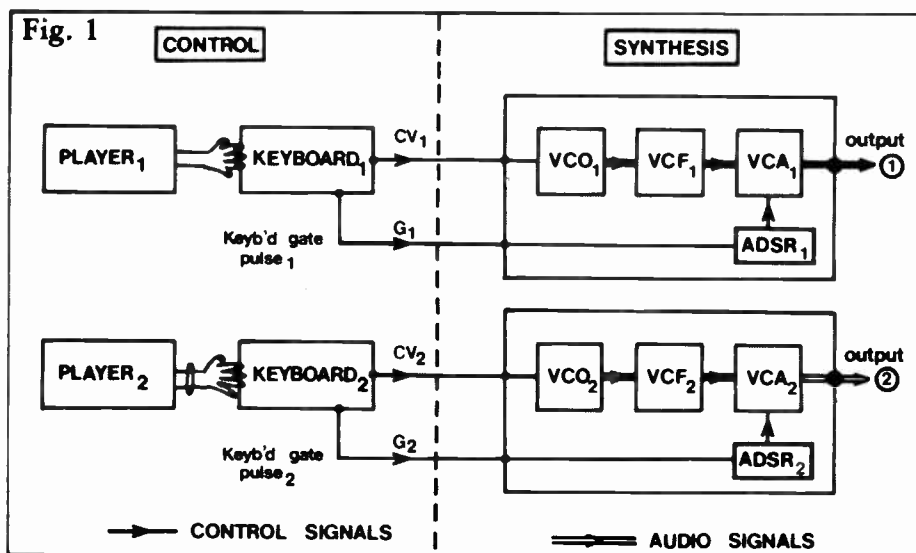 Fig. 1
CONTROL
SYNTHESIS
PLAYER1
KEYBOARD1
CV1
Keyb'd gate
pulse1
G1
VCO1
VCF1
VCA1
ADSR1
output
①
PLAYER2
KEYBOARD2
CV2
Keyb'd gate
pulse2
G2
VCO2
VCF2
VCA2
ADSR2
output
②
CONTROL SIGNALS
AUDIO SIGNALS